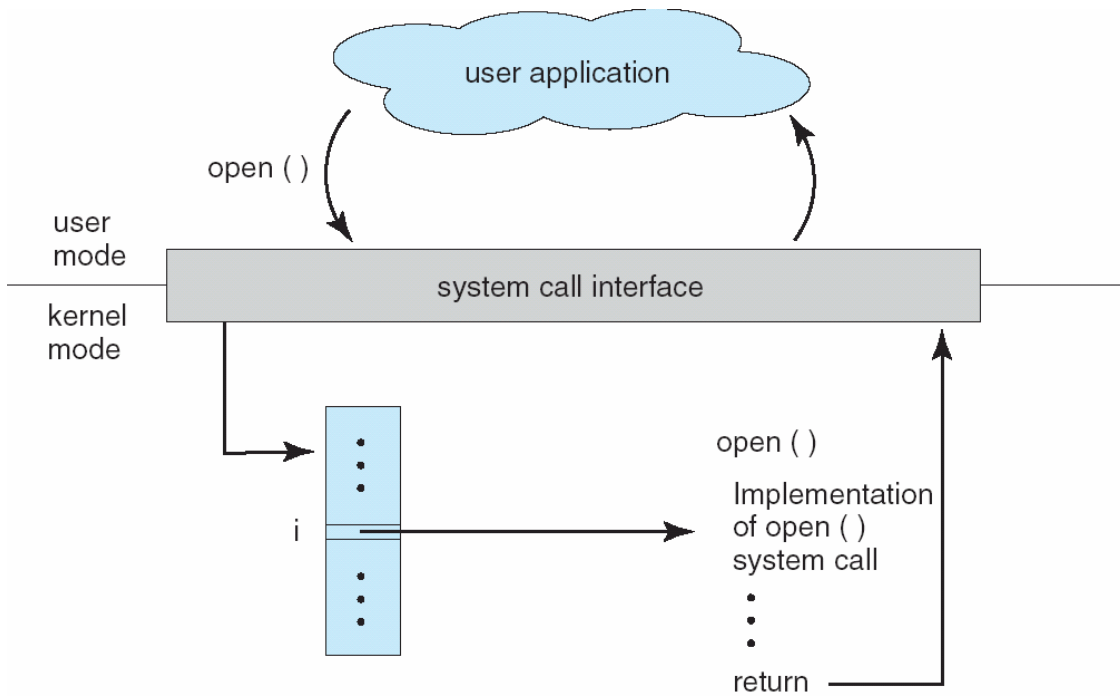 user application
open ( )
user
mode
system call interface
kernel
mode
open ( )
Implementation
of open ( )
system call
i
return